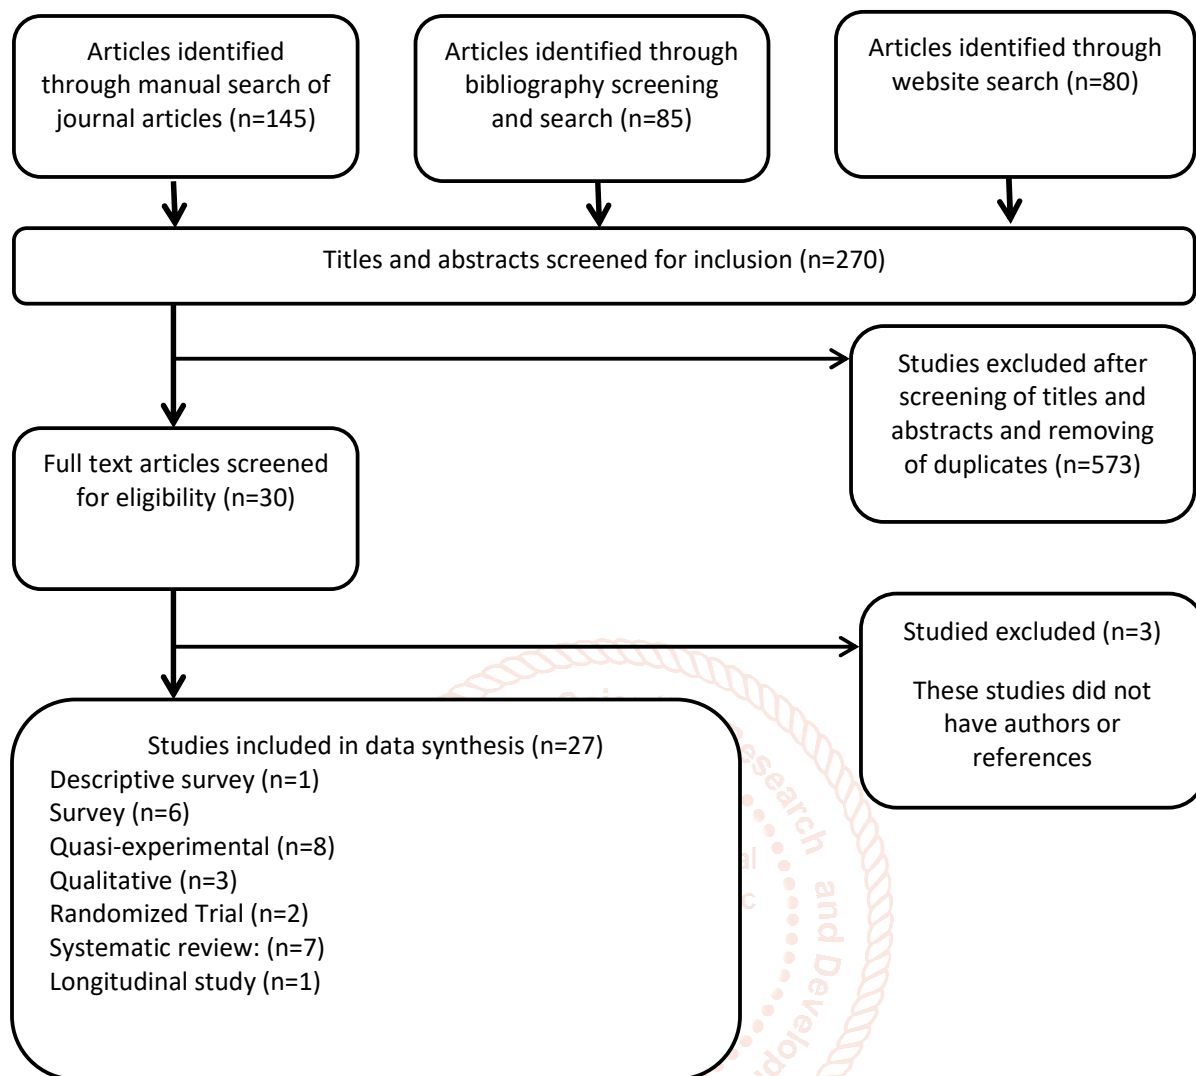 Articles identified
through manual search of
journal articles (n=145)
Articles identified through
bibliography screening
and search (n=85)
Articles identified through
website search (n=80)
Titles and abstracts screened for inclusion (n=270)
Studies excluded after
screening of titles and
abstracts and removing
of duplicates (n=573)
Full text articles screened
for eligibility (n=30)
Studied excluded (n=3)
These studies did not
have authors or
references
Studies included in data synthesis (n=27)
Descriptive survey (n=1)
Survey (n=6)
Quasi-experimental (n=8)
Qualitative (n=3)
Randomized Trial (n=2)
Systematic review: (n=7)
Longitudinal study (n=1)
and